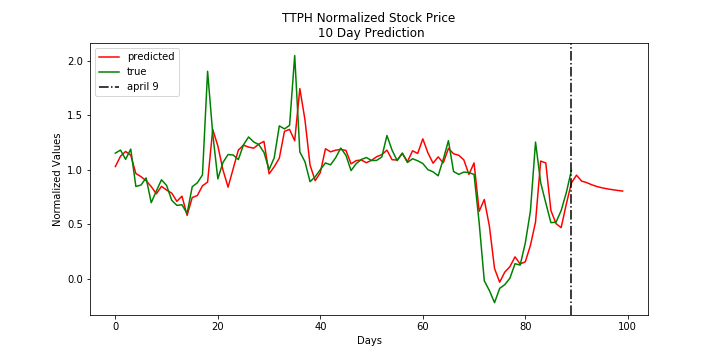 TTPH Normalized Stock Price
10 Day Prediction
predicted
true
april 9
Normalized Values
2.0
1.5
1.0
0.5
0.0
0 20 40 60 80 100
Days